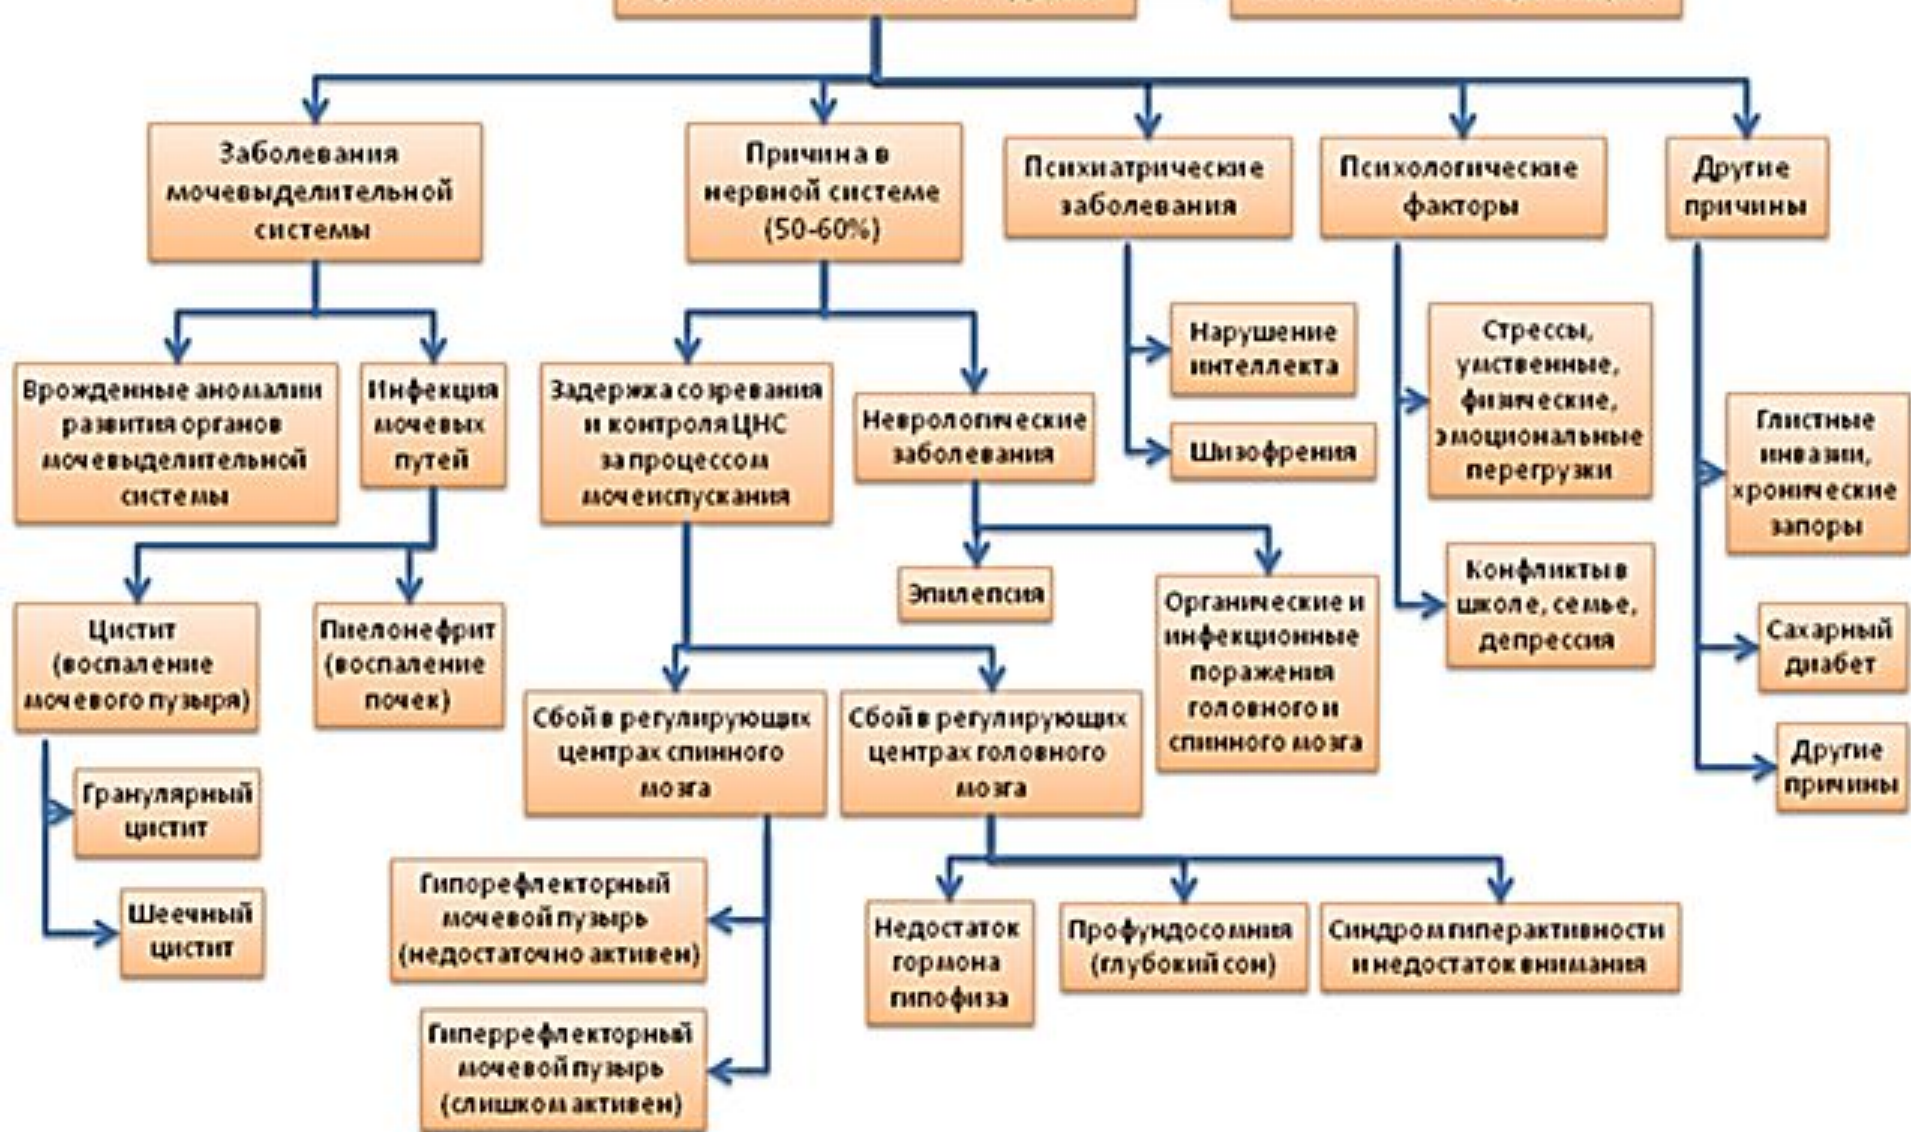 Заболевания
мочевыделительной
системы
Причина в
нервной системе
(50-60%)
Психиатрические
заболевания
Психологические
факторы
Другие
причины
Врожденные аномалии
развития органов
мочевыделительной
системы
Инфекция
мочевых
путей
Задержка созревания
и контроля ЦНС
за процессом
мочеиспускания
Неврологические
заболевания
Нарушение
интеллекта
Шизофрения
Стрессы,
умственные,
физические,
эмоциональные
перегрузки
Глистные
инвазии,
хронические
запоры
Цистит
(воспаление
мочевого пузыря)
Пиелонефрит
(воспаление
почек)
Эпилепсия
Органические и
инфекционные
поражения
головного и
спинного мозга
Конфликты в
школе, семье,
депрессия
Сахарный
диабет
Другие
причины
Сбой в регулирующих
центрах спинного
мозга
Сбой в регулирующих
центрах головного
мозга
Гранулярный
цистит
Шеечный
цистит
Гипорефлекторный
мочевой пузырь
(недостаточно активен)
Гиперрефлекторный
мочевой пузырь
(слишком активен)
Недостаток
гормона
гипофиза
Профундосомния
(глубокий сон)
Синдром гиперактивности
и недостаток внимания